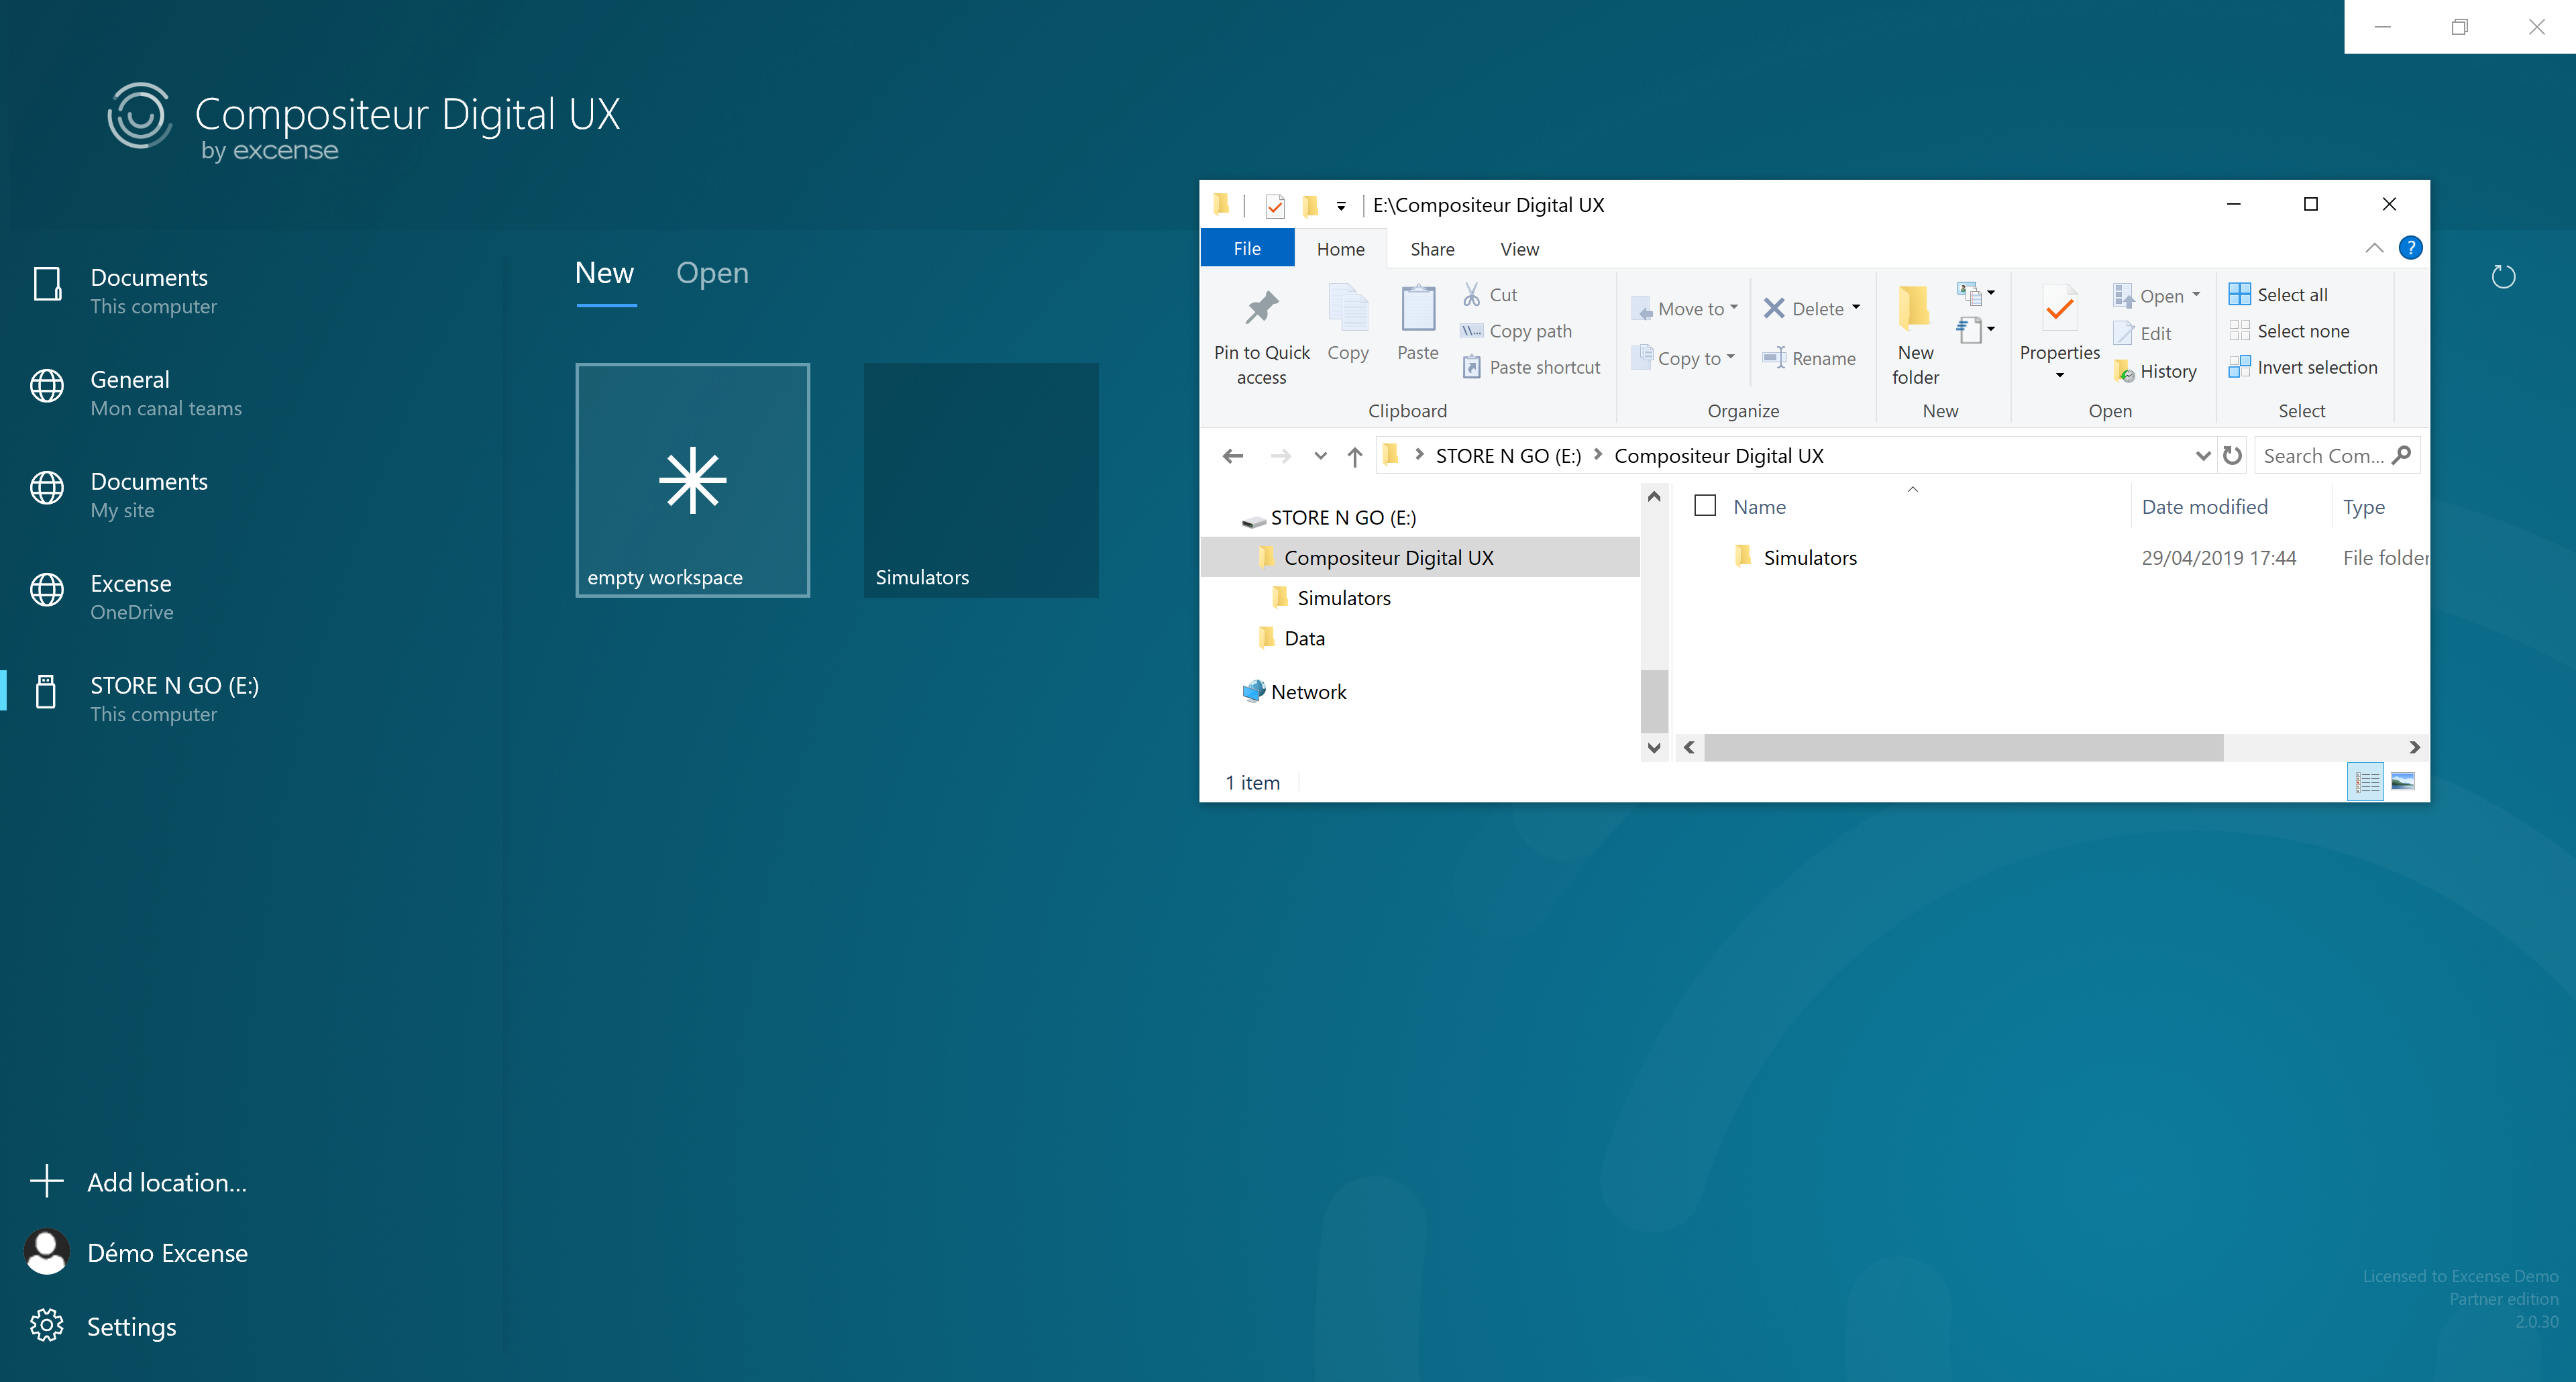 Compositeur Digital UX
by excense
Documents
This computer
General
Mon canal teams
Documents
My site
Excense
OneDrive
STORE N GO (E:)
This computer
Add location...
Démo Excense
Settings
New Open
empty workspace
Simulators
E:\Compositeur Digital UX
File Home Share View
?
Pin to Quick access
Copy
Paste
Cut
Copy path
Paste shortcut
Clipboard
Move to
Copy to
Delete
Rename
Organize
New folder
New
Properties
Open
Edit
History
Open
Select all
Select none
Invert selection
Select
STORE N GO (E:) Compositeur Digital UX
Search Com...
STORE N GO (E:)
Compositeur Digital UX
Simulators
Data
Network
Name Date modified Type
Simulators 29/04/2019 17:44 File folder
1 item
Licensed to Excense Demo
Partner edition
2.0.30